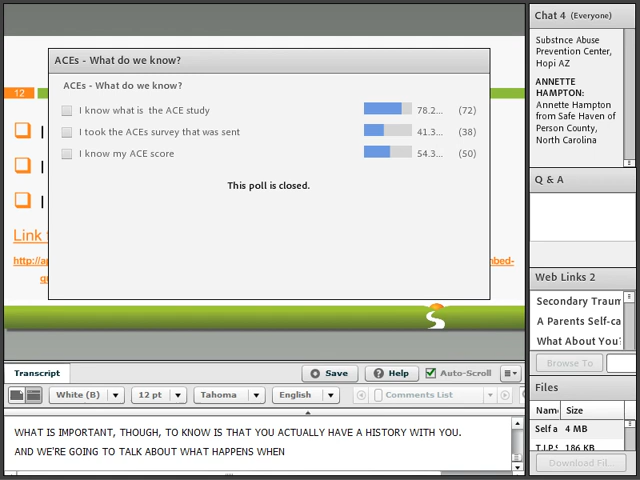 ACEs - What do we know?
ACEs - What do we know?
I know what is the ACE study 78.2... (72)
I took the ACEs survey that was sent 41.3... (38)
I know my ACE score 54.3... (50)
This poll is closed.
12
Link
http://a
mbed-
Chat 4 (Everyone)
Substnce Abuse
Prevention Center,
Hopi AZ
ANNETTE
HAMPTON:
Annette Hampton
from Safe Haven of
Person County,
North Carolina
Q & A
Web Links 2
Secondary Traum
A Parents Self-ca
What About You?
Browse To
Files
Name Size
Self a 4 MB
T.I.P.S 186 KB
Download Fil...
Transcript
Save
Help
Auto-Scroll
White (B)
12 pt
Tahoma
English
Comments List
WHAT IS IMPORTANT, THOUGH, TO KNOW IS THAT YOU ACTUALLY HAVE A HISTORY WITH YOU.
AND WE'RE GOING TO TALK ABOUT WHAT HAPPENS WHEN